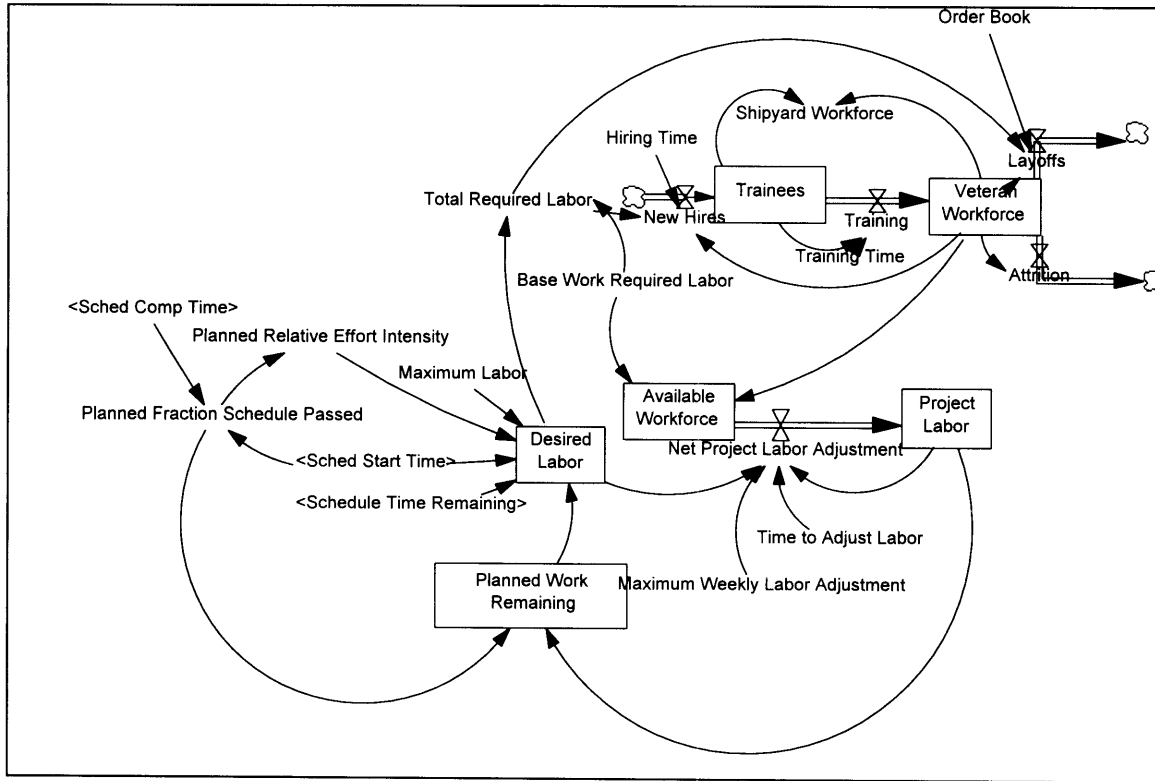 Order Book
Shipyard Workforce
Hiring Time
Layoffs
Trainees
Veteran
Workforce
Total Required Labor
New Hires
Training
Training Time
Attrition
Base Work Required Labor
<Sched Comp Time>
Planned Relative Effort Intensity
Maximum Labor
Available
Workforce
Project
Labor
Planned Fraction Schedule Passed
Desired
Labor
Net Project Labor Adjustment
<Sched Start Time>
<Schedule Time Remaining>
Time to Adjust Labor
Planned Work
Remaining
Maximum Weekly Labor Adjustment